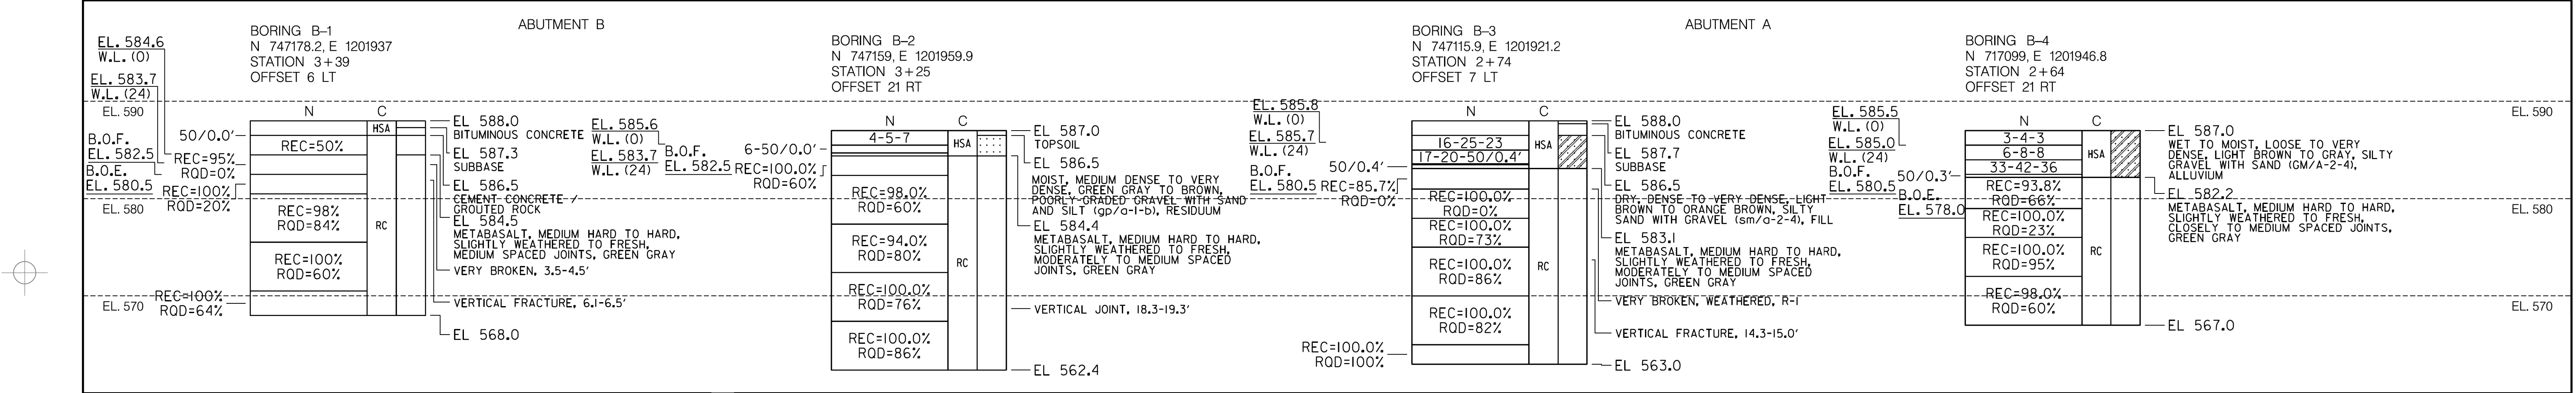 ABUTMENT B
BORING B–1
N 747178.2, E 1201937
STATION 3+39
OFFSET 6 LT
EL. 584.6
W.L. (0)
EL. 583.7
W.L. (24)
EL. 590
B.O.F.
EL. 582.5
B.O.E.
EL. 580.5
EL. 580
EL. 570
50/0.0'
REC=95%
RQD=0%
REC=100%
RQD=20%
REC=100%
RQD=64%
N C
HSA
REC=50%
REC=98%
RQD=84%
RC
REC=100%
RQD=60%
EL 588.0
BITUMINOUS CONCRETE
EL 587.3
SUBBASE
EL 586.5
CEMENT CONCRETE /
GROUTED ROCK
EL 584.5
METABASALT, MEDIUM HARD TO HARD,
SLIGHTLY WEATHERED TO FRESH,
MEDIUM SPACED JOINTS, GREEN GRAY
VERY BROKEN, 3.5-4.5'
VERTICAL FRACTURE, 6.1-6.5'
EL 568.0
BORING B–2
N 747159, E 1201959.9
STATION 3+25
OFFSET 21 RT
EL. 585.6
W.L. (0)
EL. 583.7
W.L. (24)
B.O.F.
EL. 582.5
6-50/0.0'
REC=100.0%
RQD=60%
N C
4-5-7
HSA
REC=98.0%
RQD=60%
REC=94.0%
RQD=80%
RC
REC=100.0%
RQD=76%
REC=100.0%
RQD=86%
EL 587.0
TOPSOIL
EL 586.5
MOIST, MEDIUM DENSE TO VERY
DENSE, GREEN GRAY TO BROWN,
POORLY-GRADED GRAVEL WITH SAND
AND SILT (gp/a-1-b), RESIDUUM
EL 584.4
METABASALT, MEDIUM HARD TO HARD,
SLIGHTLY WEATHERED TO FRESH,
MODERATELY TO MEDIUM SPACED
JOINTS, GREEN GRAY
VERTICAL JOINT, 18.3-19.3'
EL 562.4
ABUTMENT A
BORING B–3
N 747115.9, E 1201921.2
STATION 2+74
OFFSET 7 LT
EL. 585.8
W.L. (0)
EL. 585.7
W.L. (24)
B.O.F.
EL. 580.5
50/0.4'
REC=85.7%
RQD=0%
REC=100.0%
RQD=100%
N C
16-25-23
17-20-50/0.4'
HSA
REC=100.0%
RQD=0%
REC=100.0%
RQD=73%
REC=100.0%
RQD=86%
RC
REC=100.0%
RQD=82%
EL 588.0
BITUMINOUS CONCRETE
EL 587.7
SUBBASE
EL 586.5
DRY, DENSE TO VERY DENSE, LIGHT
BROWN TO ORANGE BROWN, SILTY
SAND WITH GRAVEL (sm/a-2-4), FILL
EL 583.1
METABASALT, MEDIUM HARD TO HARD,
SLIGHTLY WEATHERED TO FRESH,
MODERATELY TO MEDIUM SPACED
JOINTS, GREEN GRAY
VERY BROKEN, WEATHERED, R-1
VERTICAL FRACTURE, 14.3-15.0'
EL 563.0
BORING B–4
N 717099, E 1201946.8
STATION 2+64
OFFSET 21 RT
EL. 585.5
W.L. (0)
EL. 585.0
W.L. (24)
B.O.F.
EL. 580.5
B.O.E.
EL. 578.0
50/0.3'
N C
3-4-3
6-8-8
33-42-36
HSA
REC=93.8%
RQD=66%
REC=100.0%
RQD=23%
REC=100.0%
RQD=95%
RC
REC=98.0%
RQD=60%
EL 587.0
WET TO MOIST, LOOSE TO VERY
DENSE, LIGHT BROWN TO GRAY, SILTY
GRAVEL WITH SAND (GM/A-2-4),
ALLUVIUM
EL 582.2
METABASALT, MEDIUM HARD TO HARD,
SLIGHTLY WEATHERED TO FRESH,
CLOSELY TO MEDIUM SPACED JOINTS,
GREEN GRAY
EL 567.0
EL. 590
EL. 580
EL. 570